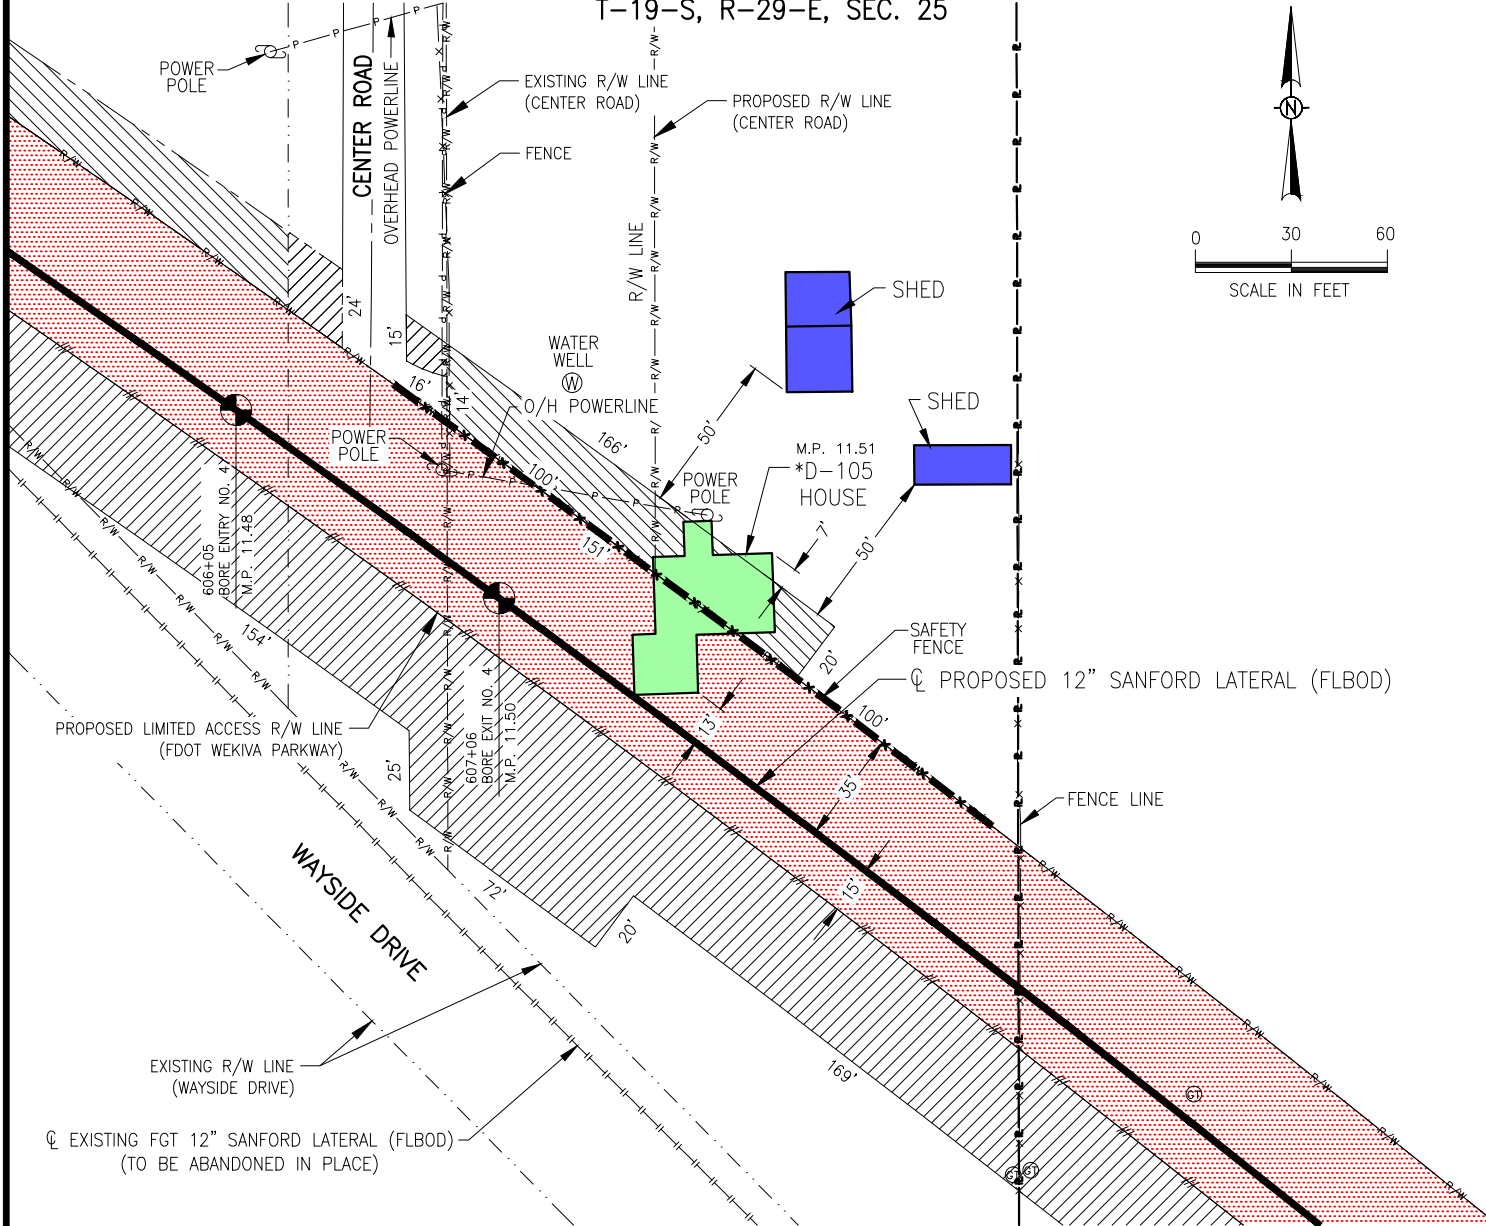 T-19-S, R-29-E, SEC. 25
POWER
POLE
CENTER ROAD
OVERHEAD POWERLINE
EXISTING R/W LINE
(CENTER ROAD)
FENCE
PROPOSED R/W LINE
(CENTER ROAD)
R/W LINE
N
0 30 60
SCALE IN FEET
SHED
SHED
24'
15'
16'
14'
WATER
WELL
W
O/H POWERLINE
POWER
POLE
166'
100'
151'
50'
POWER
POLE
M.P. 11.51
*D-105
HOUSE
7'
50'
20'
SAFETY
FENCE
℄ PROPOSED 12" SANFORD LATERAL (FLBOD)
100'
13'
35'
15'
FENCE LINE
606+05
BORE ENTRY NO. 4
M.P. 11.48
154'
607+06
BORE EXIT NO. 4
M.P. 11.50
PROPOSED LIMITED ACCESS R/W LINE
(FDOT WEKIVA PARKWAY)
25'
72'
20'
169'
WAYSIDE DRIVE
EXISTING R/W LINE
(WAYSIDE DRIVE)
℄ EXISTING FGT 12" SANFORD LATERAL (FLBOD)
(TO BE ABANDONED IN PLACE)
GT
GT
GT
R/W
R/W
R/W
R/W
R/W
P
P
P
P